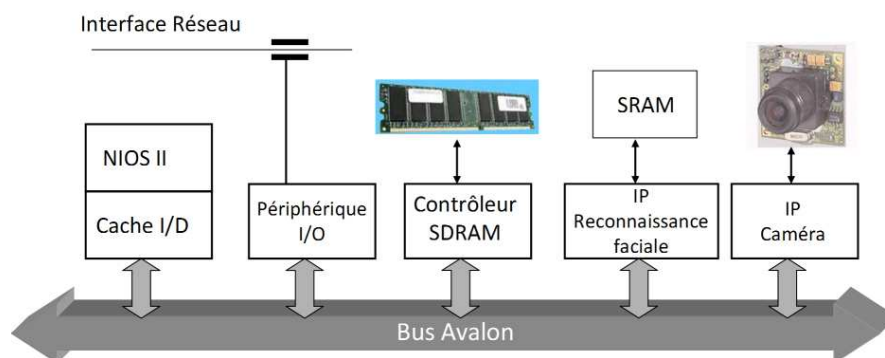 Interface Réseau
SRAM
NIOS II
Cache I/D
Périphérique
I/O
Contrôleur
SDRAM
IP
Reconnaissance
faciale
IP
Caméra
Bus Avalon